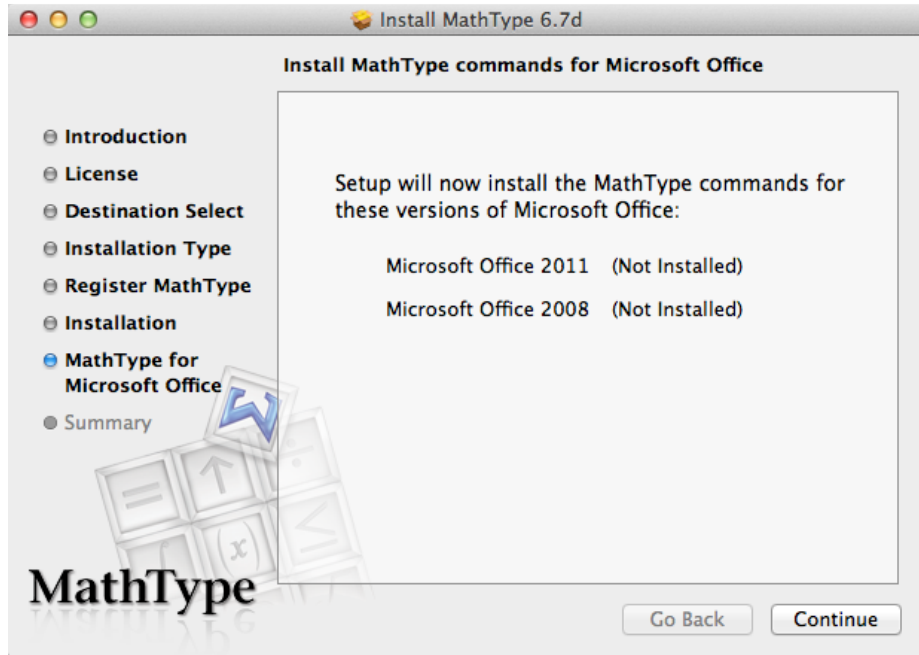 Install MathType 6.7d
Install MathType commands for Microsoft Office
Introduction
License
Destination Select
Installation Type
Register MathType
Installation
MathType for
Microsoft Office
Summary
Setup will now install the MathType commands for
these versions of Microsoft Office:
Microsoft Office 2011 (Not Installed)
Microsoft Office 2008 (Not Installed)
MathType
Go Back
Continue